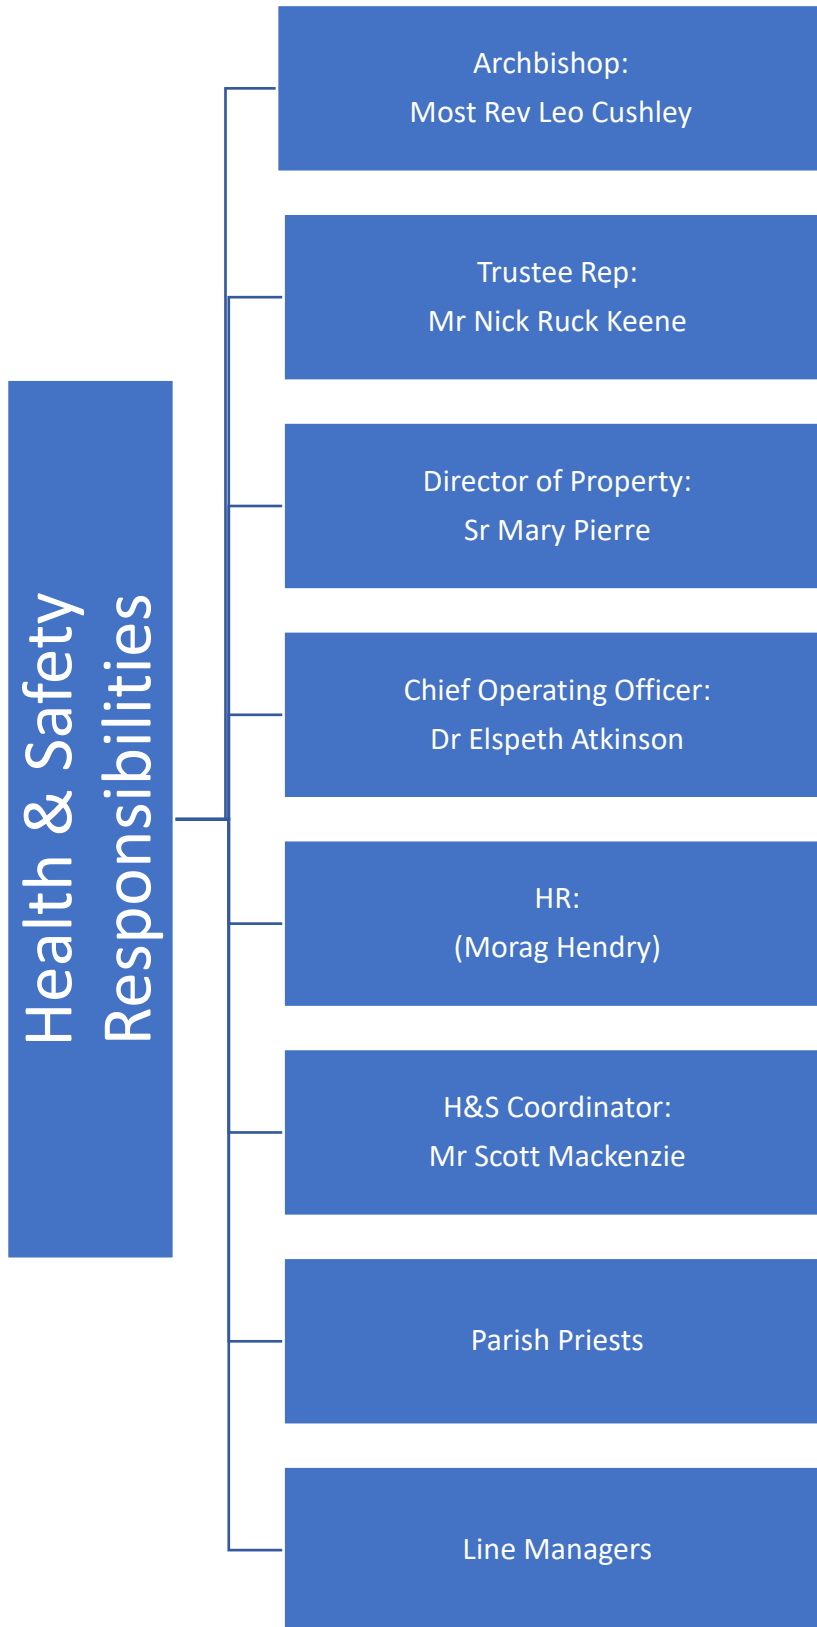 Health & Safety
Responsibilities
Archbishop:
Most Rev Leo Cushley
Trustee Rep:
Mr Nick Ruck Keene
Director of Property:
Sr Mary Pierre
Chief Operating Officer:
Dr Elspeth Atkinson
HR:
(Morag Hendry)
H&S Coordinator:
Mr Scott Mackenzie
Parish Priests
Line Managers